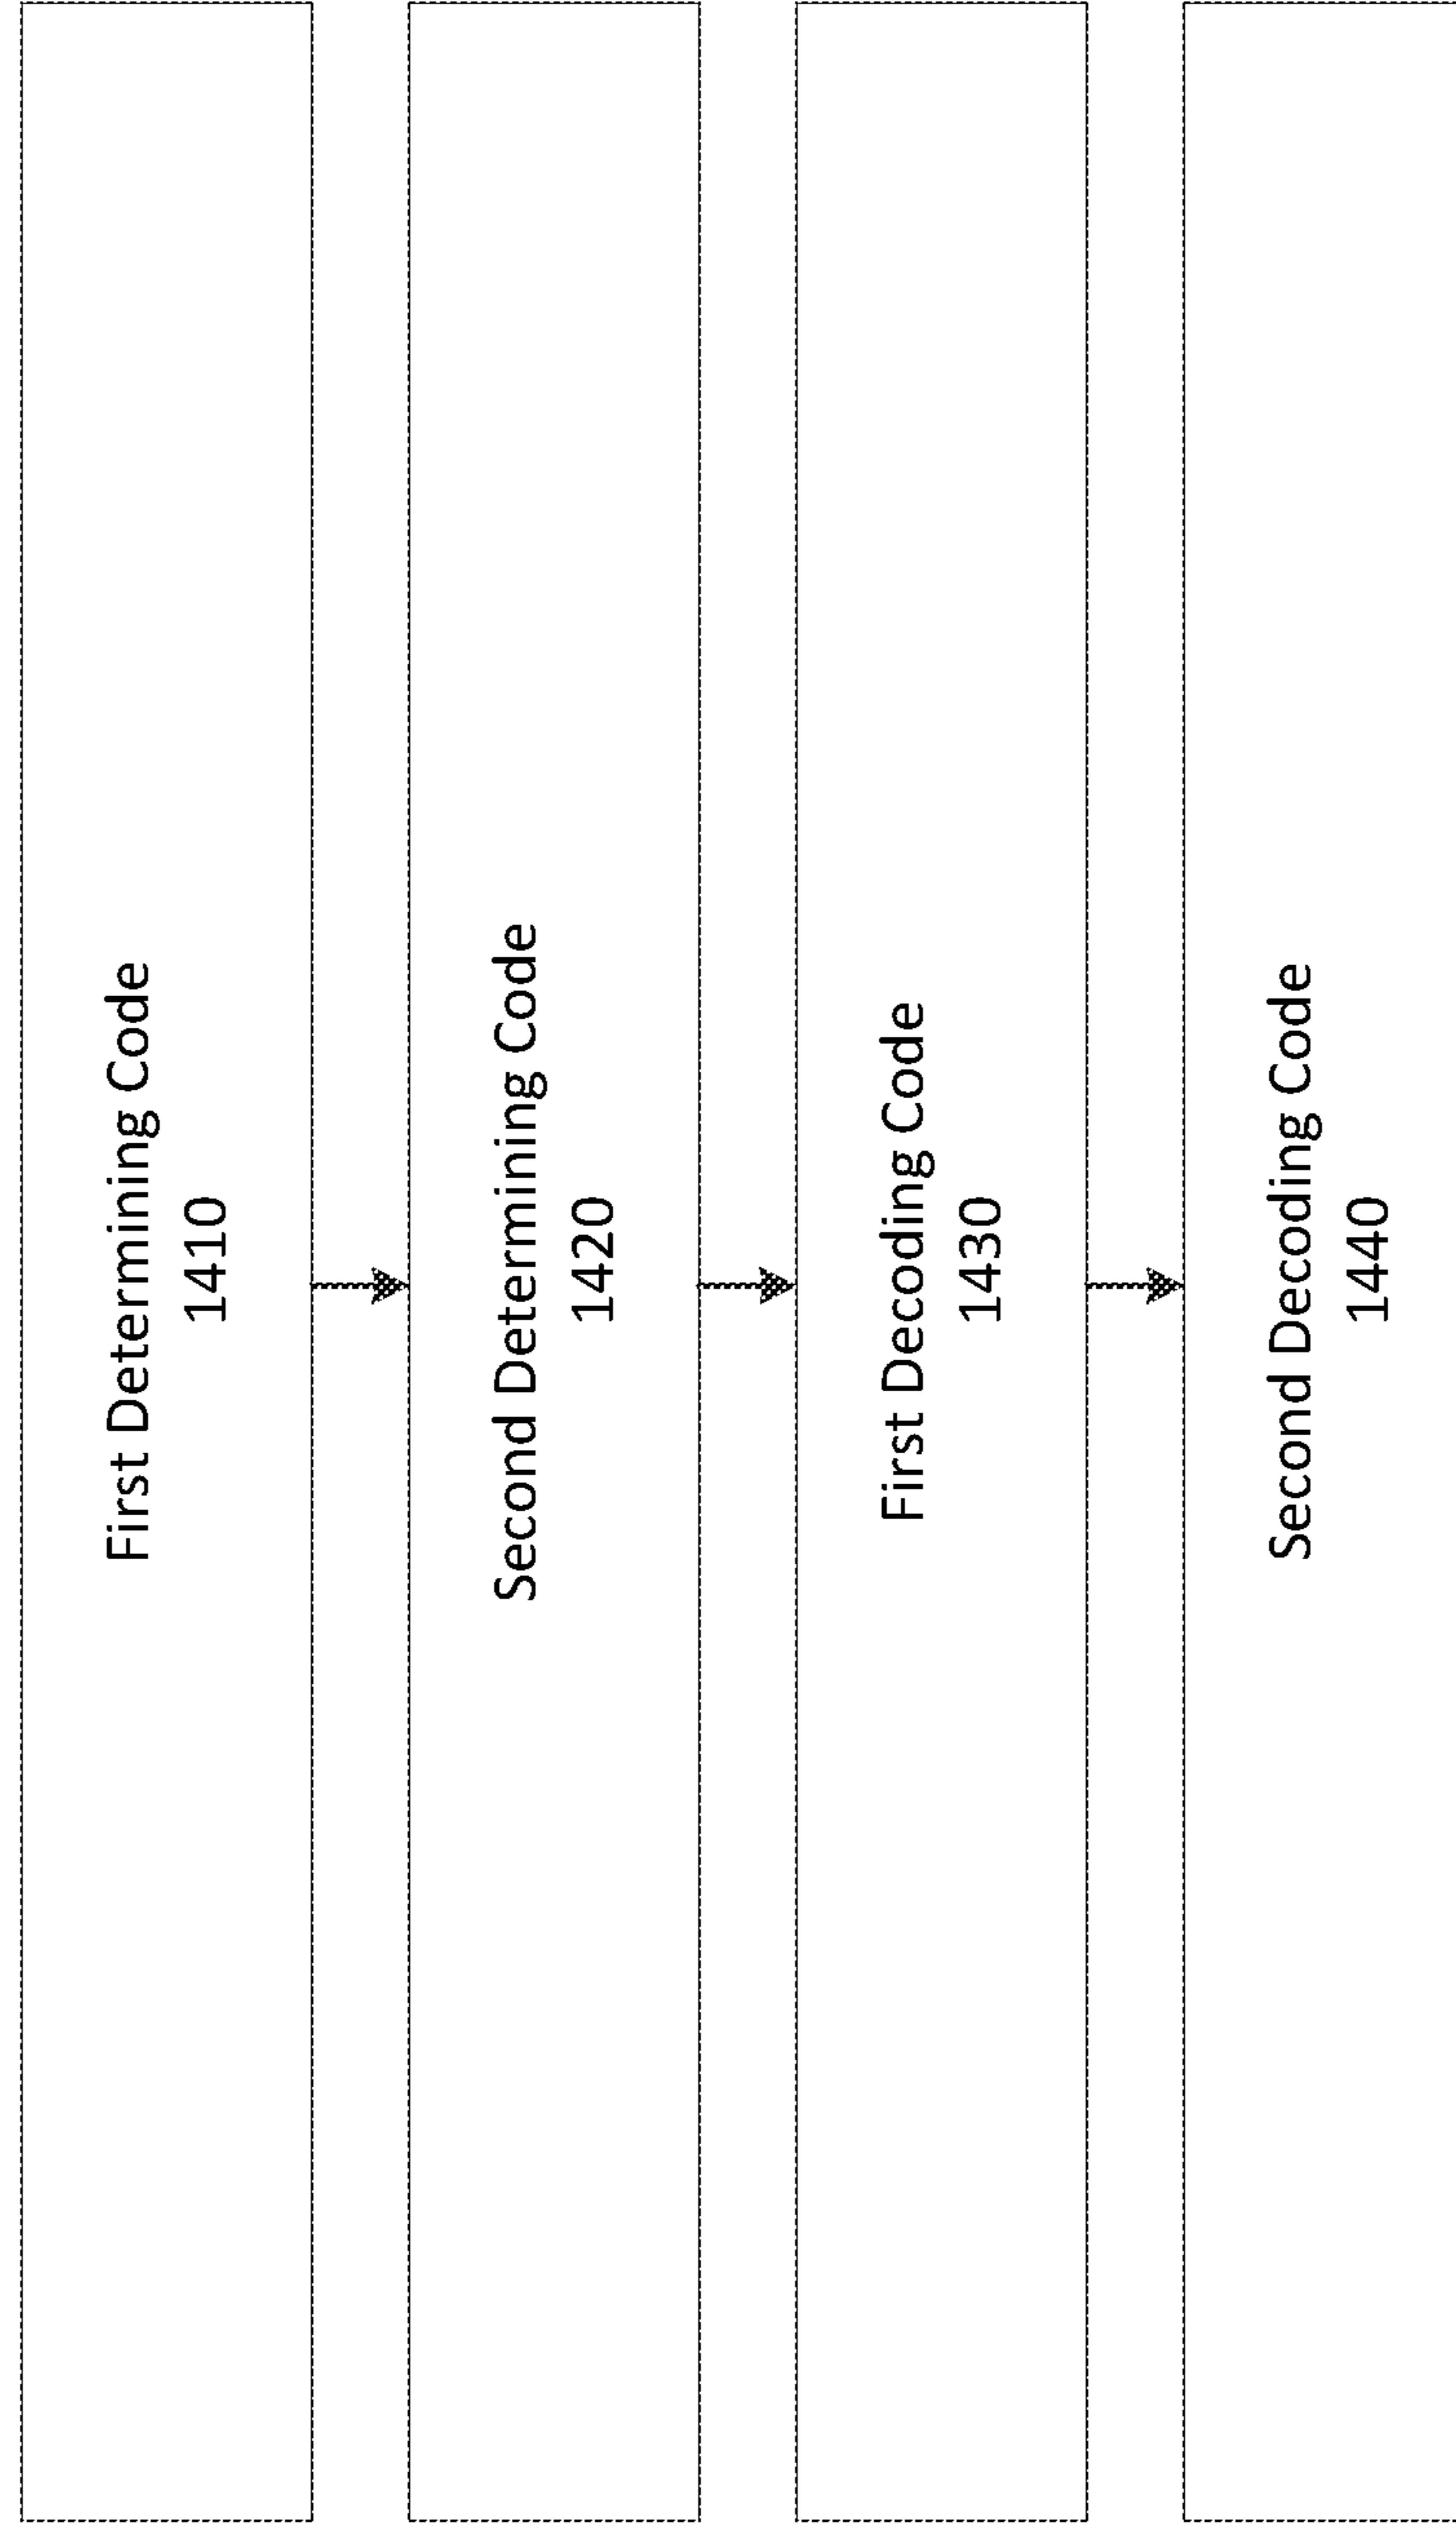 First Determining Code
1410
Second Determining Code
1420
First Decoding Code
1430
Second Decoding Code
1440